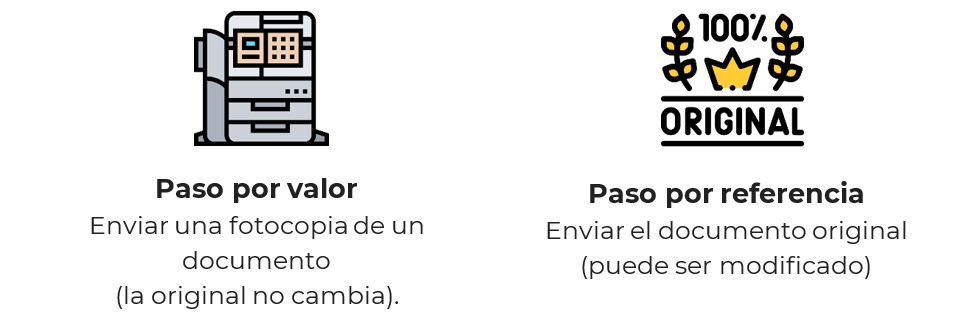 Paso por valor
Enviar una fotocopia de un
documento
(la original no cambia).
100%
ORIGINAL
Paso por referencia
Enviar el documento original
(puede ser modificado)